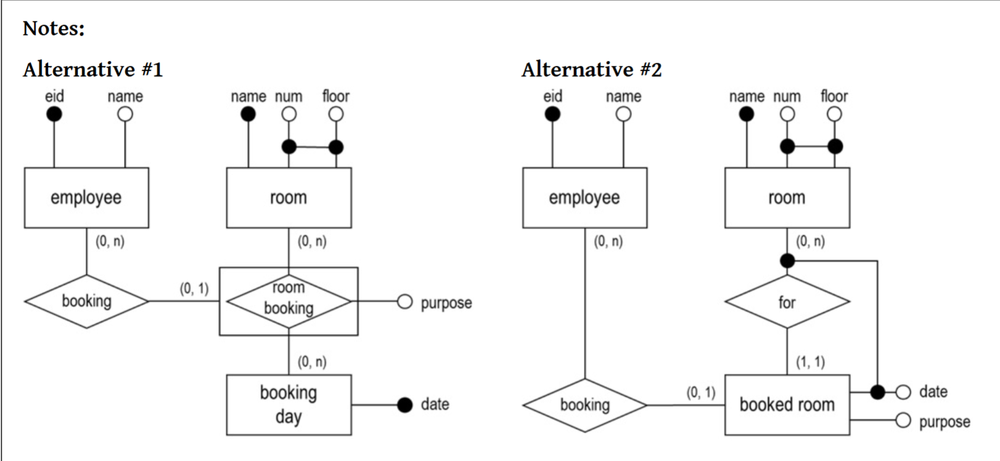 Notes:
Alternative #1
eid name name num floor
employee room
(0, n) (0, n)
booking (0, 1) room
booking purpose
(0, n)
booking
day date
Alternative #2
eid name name num floor
employee room
(0, n) (0, n)
for
(1, 1)
booking (0, 1) booked room date
purpose